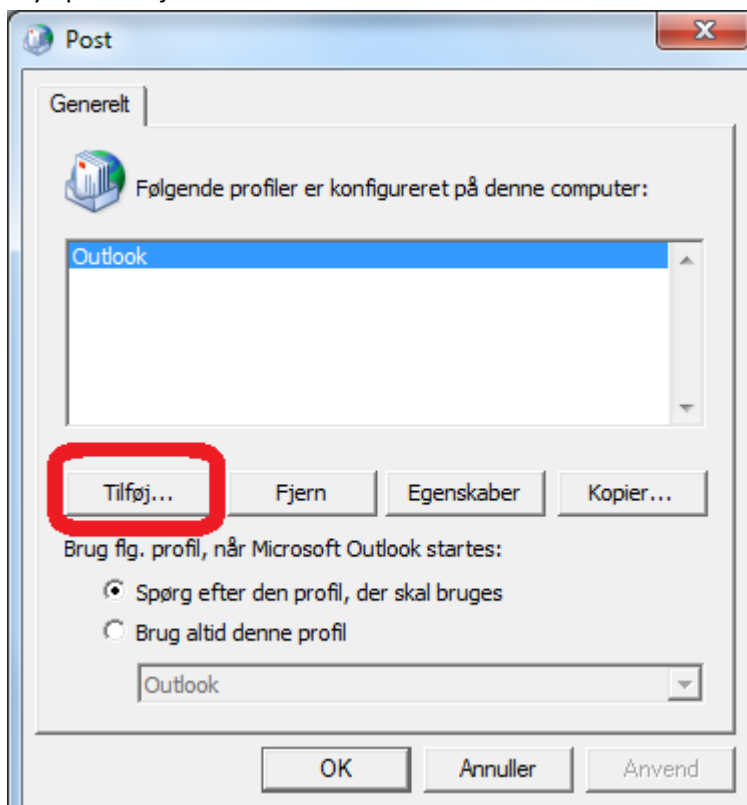 Post
Generelt
Følgende profiler er konfigureret på denne computer:
Outlook
Tilføj... Fjern Egenskaber Kopier...
Brug flg. profil, når Microsoft Outlook startes:
Spørg efter den profil, der skal bruges
Brug altid denne profil
Outlook
OK Annuller Anvend